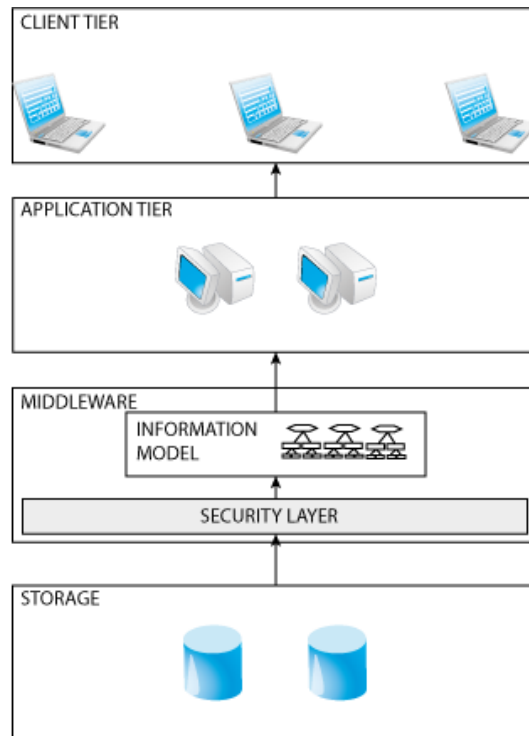 CLIENT TIER
APPLICATION TIER
MIDDLEWARE
INFORMATION
MODEL
SECURITY LAYER
STORAGE